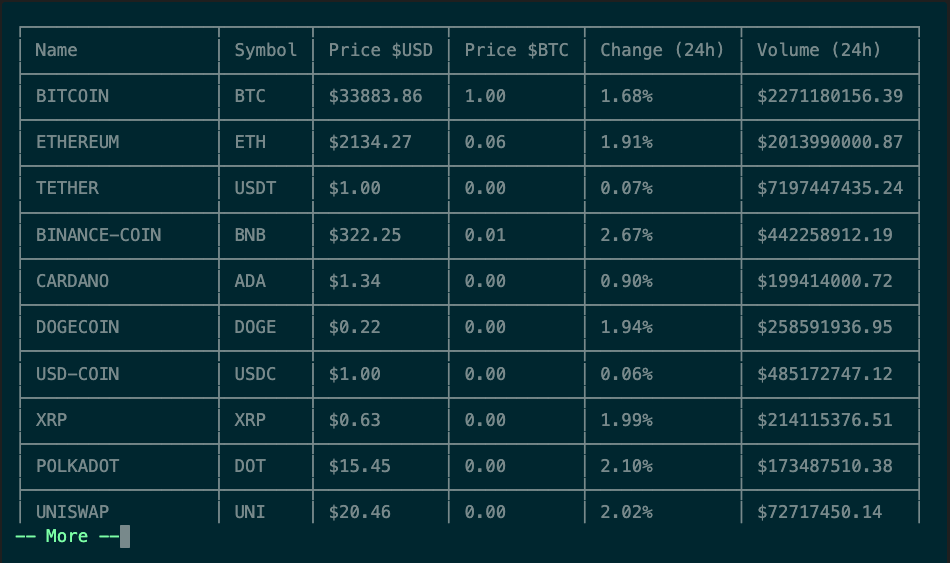 Name Symbol Price $USD Price $BTC Change (24h) Volume (24h)
BITCOIN BTC $33883.86 1.00 1.68% $2271180156.39
ETHEREUM ETH $2134.27 0.06 1.91% $2013990000.87
TETHER USDT $1.00 0.00 0.07% $7197447435.24
BINANCE-COIN BNB $322.25 0.01 2.67% $442258912.19
CARDANO ADA $1.34 0.00 0.90% $199414000.72
DOGECOIN DOGE $0.22 0.00 1.94% $258591936.95
USD-COIN USDC $1.00 0.00 0.06% $485172747.12
XRP XRP $0.63 0.00 1.99% $214115376.51
POLKADOT DOT $15.45 0.00 2.10% $173487510.38
UNISWAP UNI $20.46 0.00 2.02% $72717450.14
-- More --